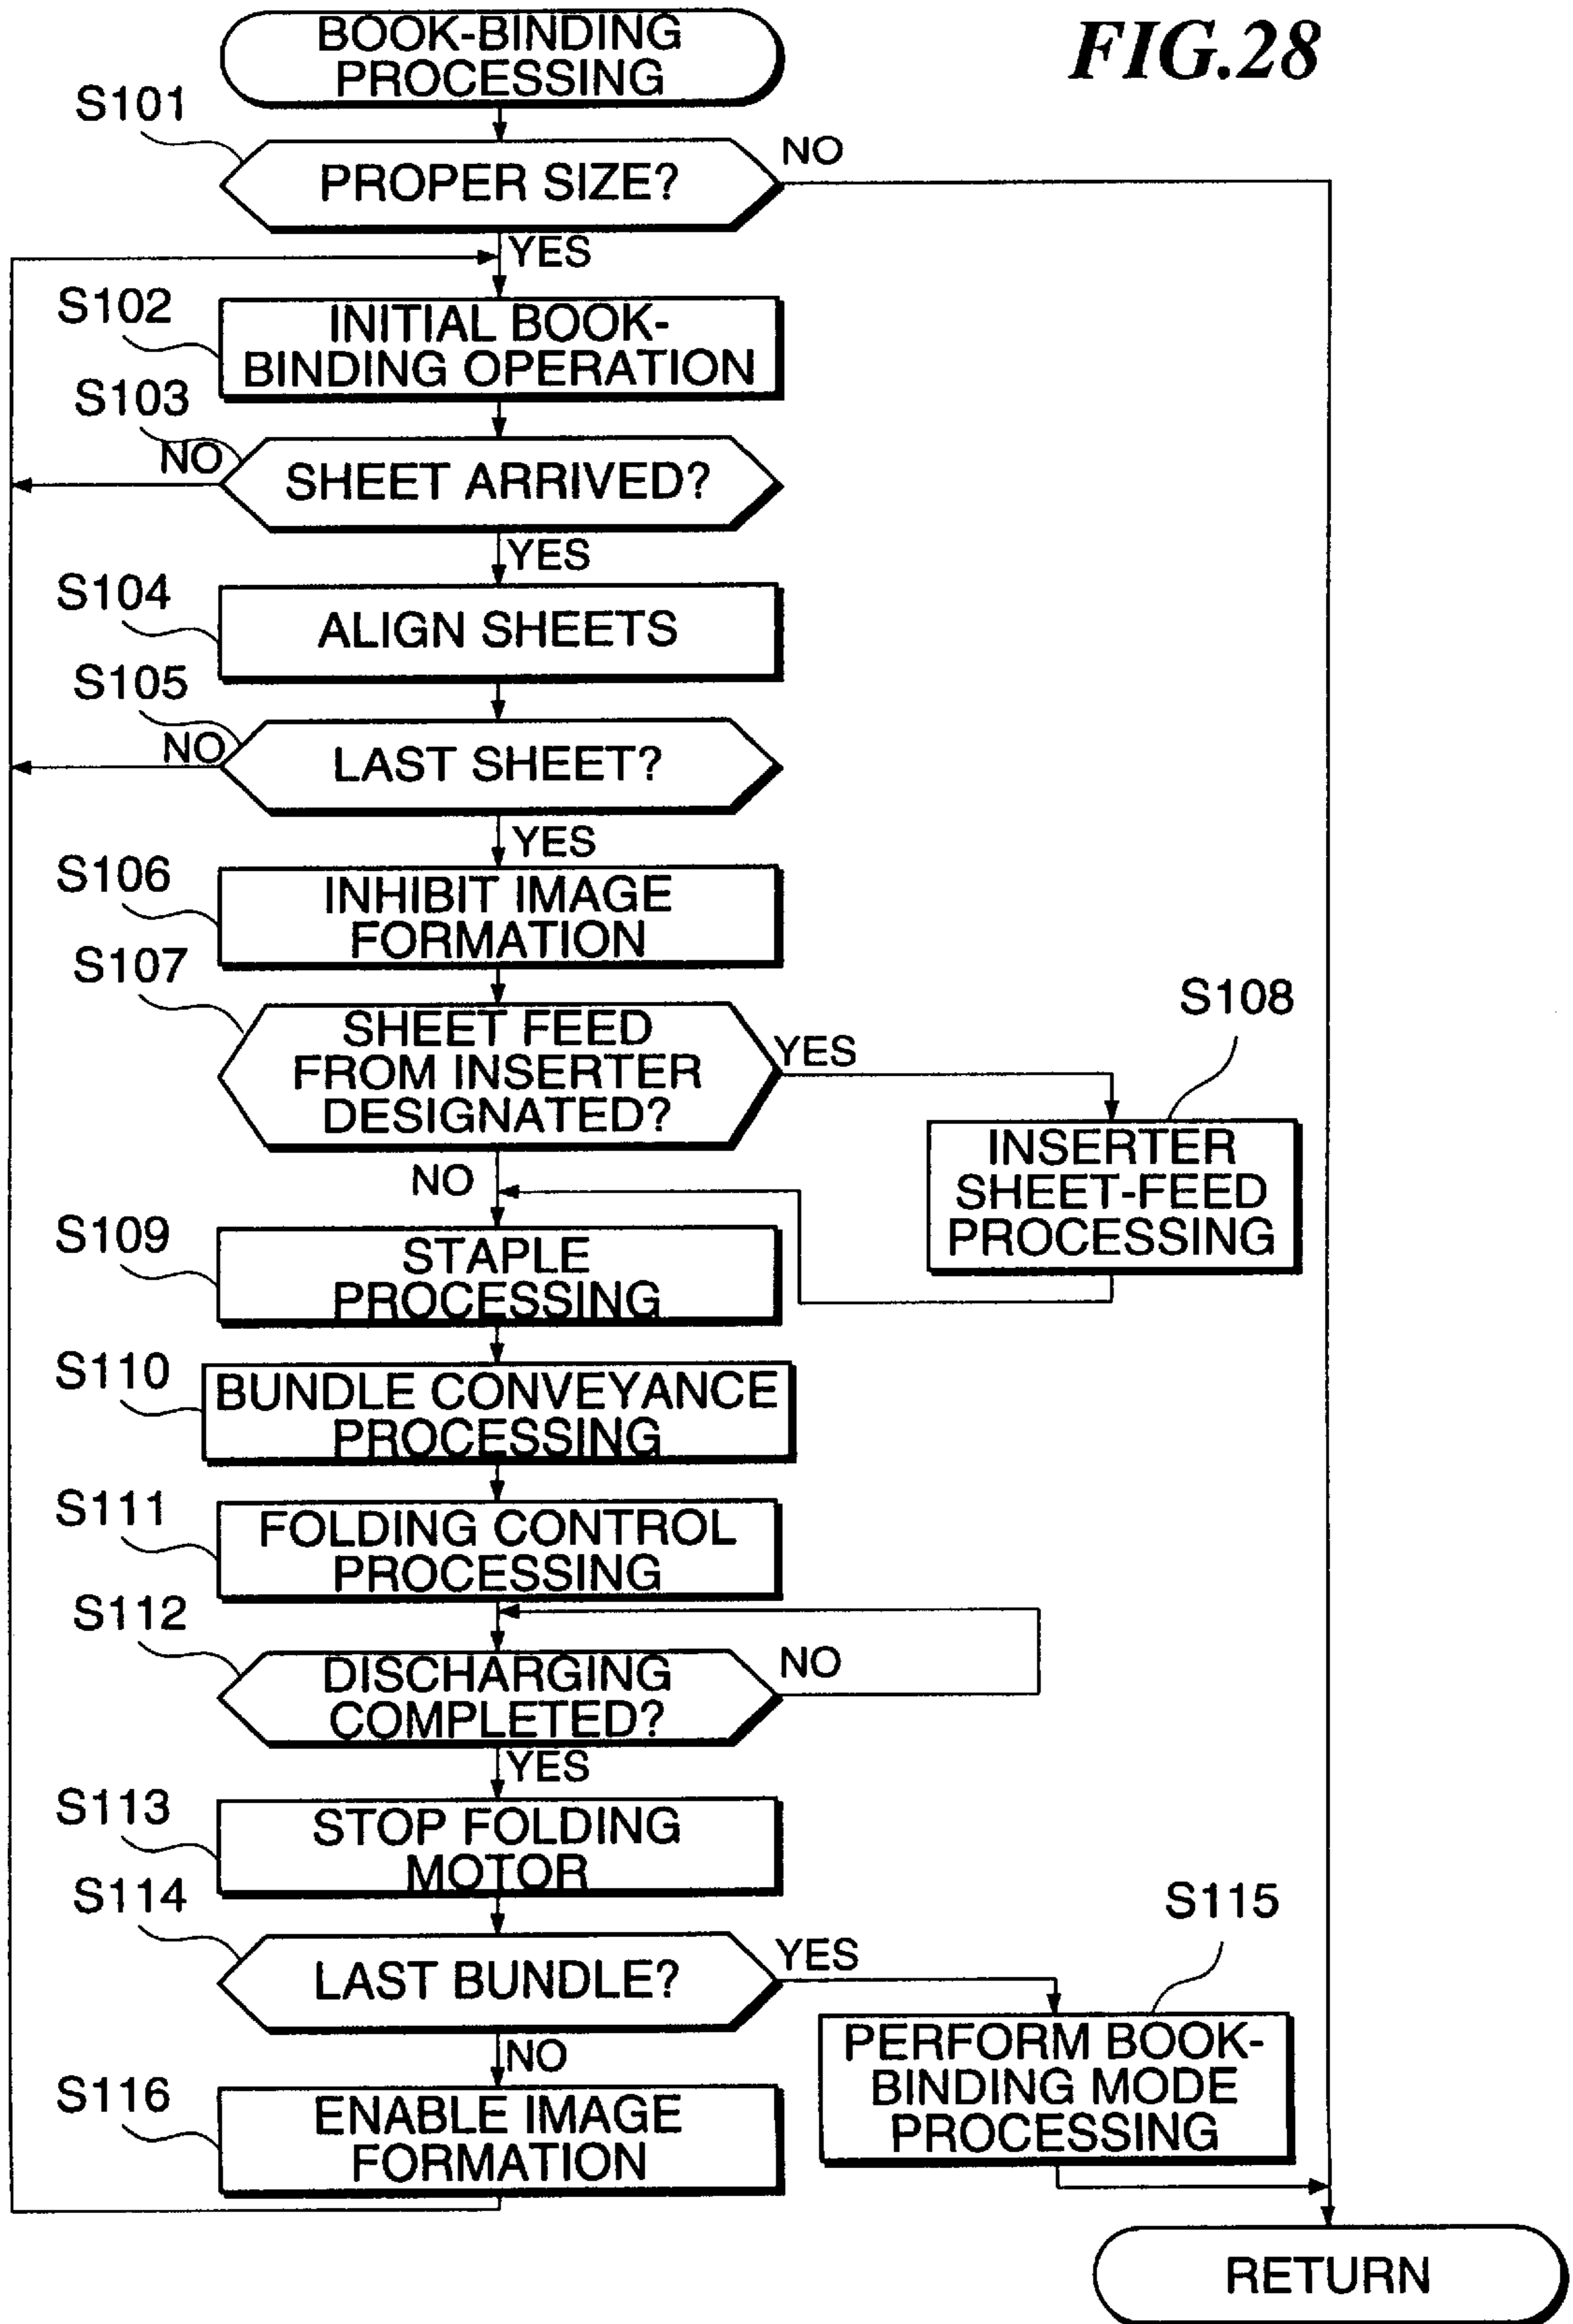 BOOK-BINDING
PROCESSING
FIG.28
S101
PROPER SIZE?
NO
YES
S102
INITIAL BOOK-
BINDING OPERATION
S103
NO
SHEET ARRIVED?
YES
S104
ALIGN SHEETS
S105
NO
LAST SHEET?
YES
S106
INHIBIT IMAGE
FORMATION
S107
SHEET FEED
FROM INSERTER
DESIGNATED?
YES
S108
INSERTER
SHEET-FEED
PROCESSING
NO
S109
STAPLE
PROCESSING
S110
BUNDLE CONVEYANCE
PROCESSING
S111
FOLDING CONTROL
PROCESSING
S112
DISCHARGING
COMPLETED?
NO
YES
S113
STOP FOLDING
MOTOR
S114
LAST BUNDLE?
YES
S115
PERFORM BOOK-
BINDING MODE
PROCESSING
NO
S116
ENABLE IMAGE
FORMATION
RETURN